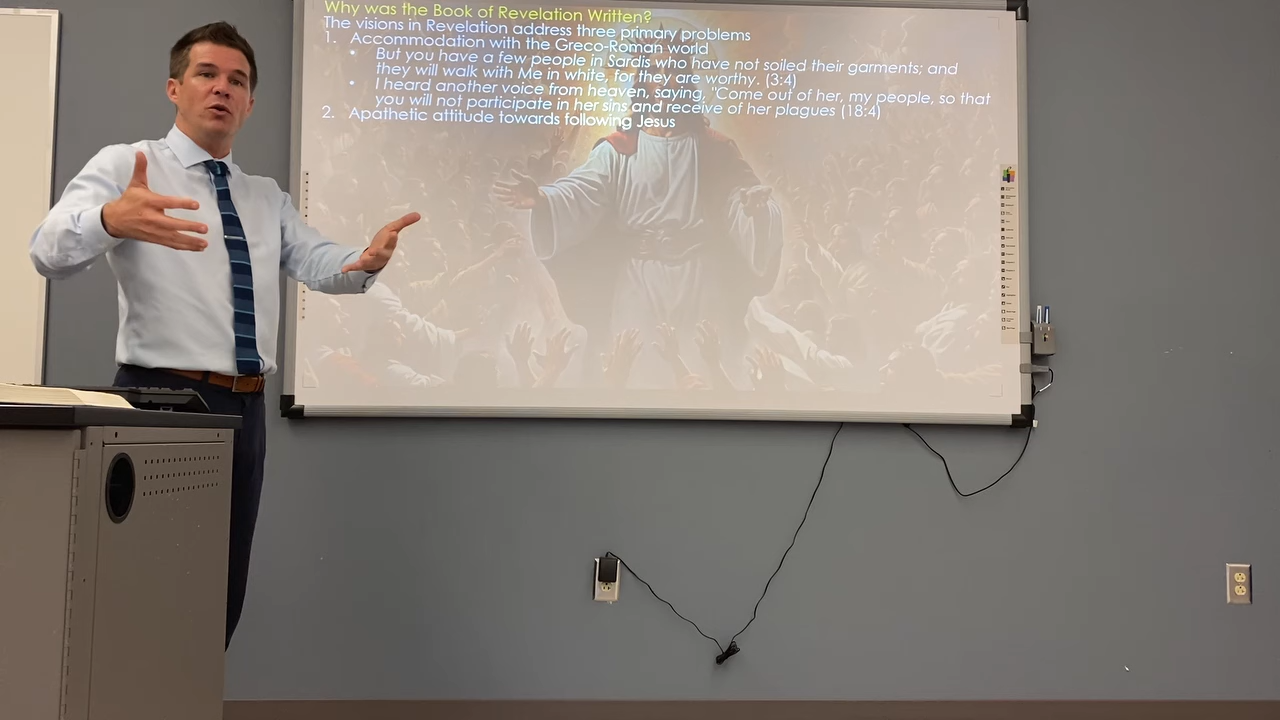 Why was the Book of Revelation Written?
The visions in Revelation address three primary problems
1. Accommodation with the Greco-Roman world
• But you have a few people in Sardis who have not soiled their garments; and
they will walk with Me in white, for they are worthy. (3:4)
• I heard another voice from heaven, saying, "Come out of her, my people, so that
you will not participate in her sins and receive of her plagues (18:4)
2. Apathetic attitude towards following Jesus